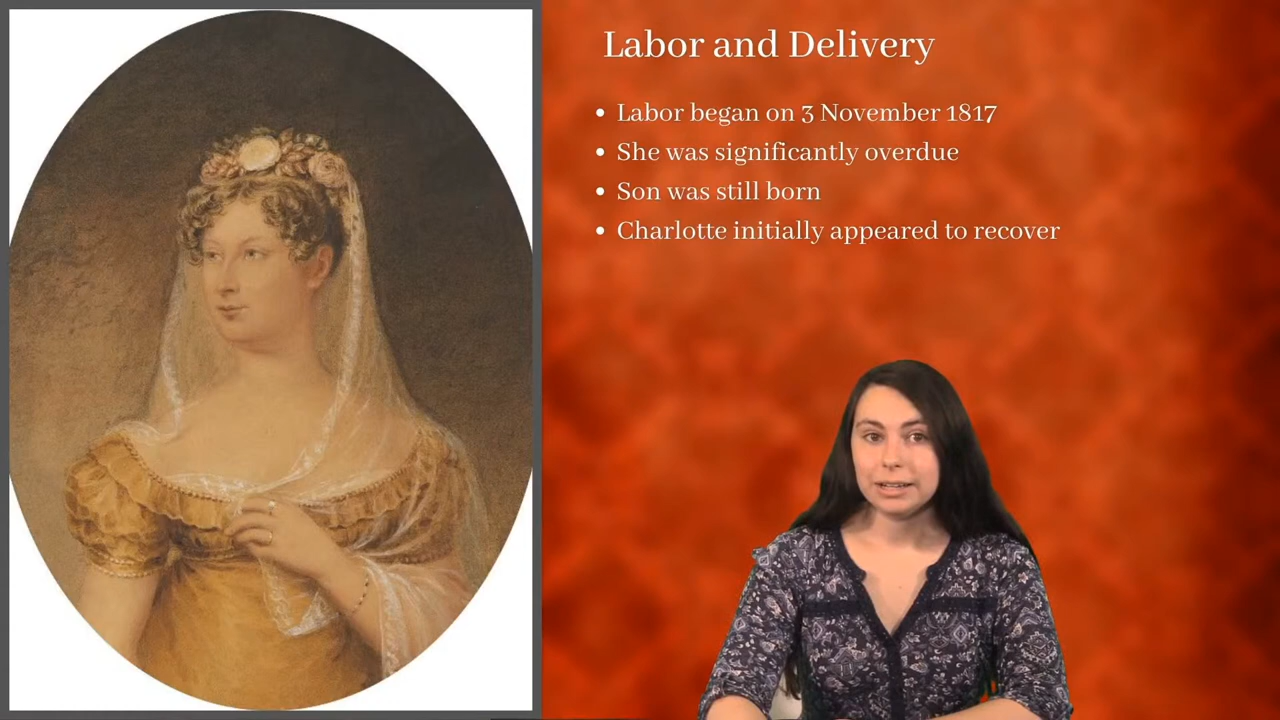 Labor and Delivery
• Labor began on 3 November 1817
• She was significantly overdue
• Son was still born
• Charlotte initially appeared to recover